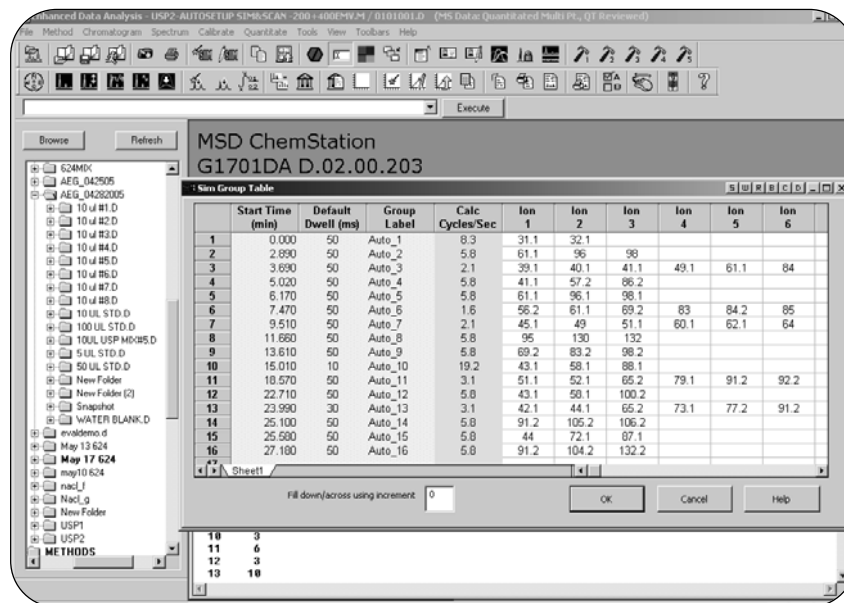 Enhanced Data Analysis - USP2-AUTOSETUP SIM&SCAN -200+400EMV.M / 0101001.D (MS Data: Quantitated Multi Pt., QT Reviewed)
File Method Chromatogram Spectrum Calibrate Quantitate Tools View Toolbars Help
Execute
Browse Refresh
624MIX
AEG_042505
AEG_04282005
10 ul #1.D
10 ul #2.D
10 ul #3.D
10 ul #4.D
10 ul #5.D
10 ul #6.D
10 ul #7.D
10 ul #8.D
10 UL STD.D
100 UL STD.D
10UL USP MIX#5.D
5 UL STD.D
50 UL STD.D
New Folder
New Folder (2)
Snapshot
WATER BLANK.D
evaldemo.d
May 13 624
May 17 624
may10 624
nacl_f
Nacl_g
New Folder
USP1
USP2
METHODS
MSD ChemStation
G1701DA D.02.00.203
Sim Group Table S W R B C D
Start Time (min) Default Dwell (ms) Group Label Calc Cycles/Sec Ion 1 Ion 2 Ion 3 Ion 4 Ion 5 Ion 6
1 0.000 50 Auto_1 8.3 31.1 32.1
2 2.890 50 Auto_2 5.8 61.1 96 98
3 3.690 50 Auto_3 2.1 39.1 40.1 41.1 49.1 61.1 84
4 5.020 50 Auto_4 5.8 41.1 57.2 86.2
5 6.170 50 Auto_5 5.8 61.1 96.1 98.1
6 7.470 50 Auto_6 1.6 56.2 61.1 69.2 83 84.2 85
7 9.510 50 Auto_7 2.1 45.1 49 51.1 60.1 62.1 64
8 11.660 50 Auto_8 5.8 95 130 132
9 13.610 50 Auto_9 5.8 69.2 83.2 98.2
10 15.010 10 Auto_10 19.2 43.1 58.1 88.1
11 18.570 50 Auto_11 3.1 51.1 52.1 65.2 79.1 91.2 92.2
12 22.710 50 Auto_12 5.8 43.1 58.1 100.2
13 23.990 30 Auto_13 3.1 42.1 44.1 65.2 73.1 77.2 91.2
14 25.100 50 Auto_14 5.8 91.2 105.2 106.2
15 25.580 50 Auto_15 5.8 44 72.1 87.1
16 27.180 50 Auto_16 5.8 91.2 104.2 132.2
17
Sheet1
Fill down/across using increment 0 OK Cancel Help
10 3
11 6
12 3
13 10